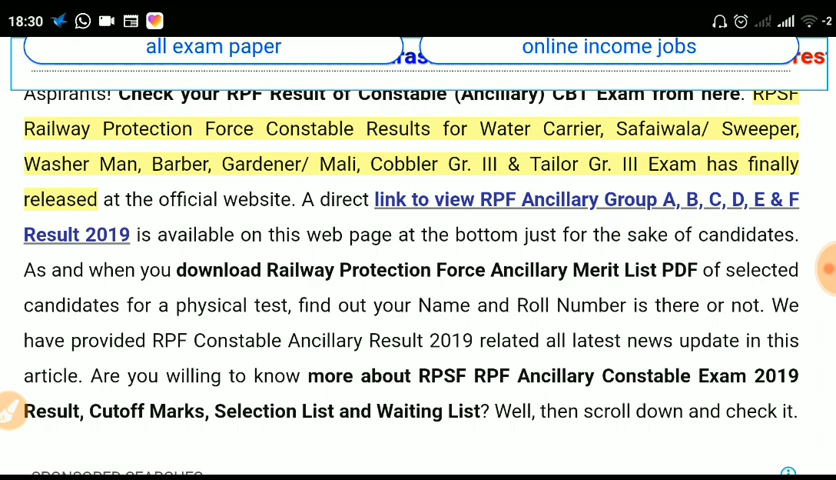 18:30
-2
all exam paper
online income jobs
ras
res
Aspirants! Check your RPF Result of Constable (Ancillary) CBT Exam from here. RPSF
Railway Protection Force Constable Results for Water Carrier, Safaiwala/ Sweeper,
Washer Man, Barber, Gardener/ Mali, Cobbler Gr. III & Tailor Gr. III Exam has finally
released at the official website. A direct link to view RPF Ancillary Group A, B, C, D, E & F
Result 2019 is available on this web page at the bottom just for the sake of candidates.
As and when you download Railway Protection Force Ancillary Merit List PDF of selected
candidates for a physical test, find out your Name and Roll Number is there or not. We
have provided RPF Constable Ancillary Result 2019 related all latest news update in this
article. Are you willing to know more about RPSF RPF Ancillary Constable Exam 2019
Result, Cutoff Marks, Selection List and Waiting List? Well, then scroll down and check it.
SPONSORED SEARCHES